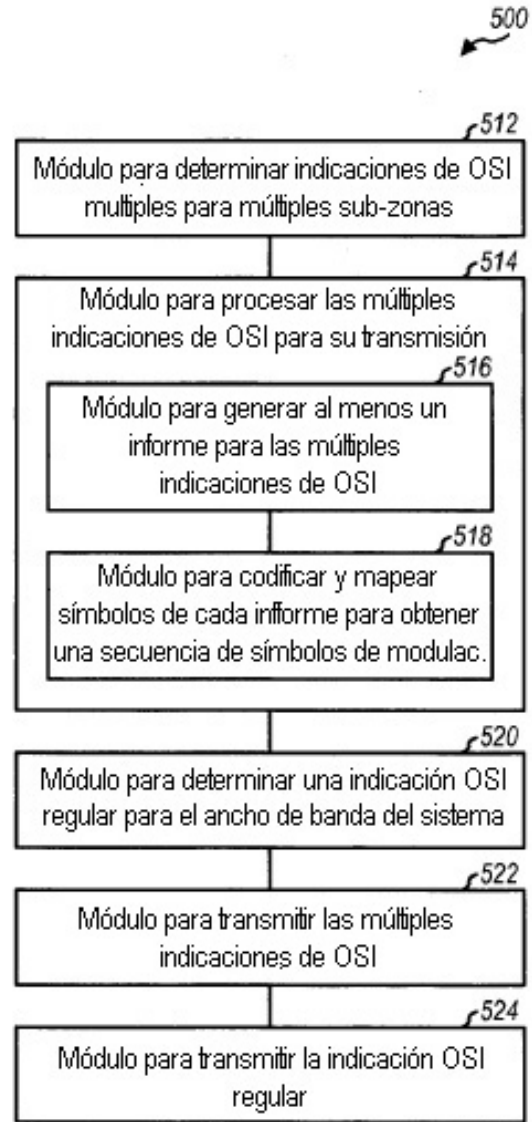 500
512
Módulo para determinar indicaciones de OSI
multiples para múltiples sub-zonas
514
Módulo para procesar las múltiples
indicaciones de OSI para su transmisión
516
Módulo para generar al menos un
informe para las múltiples
indicaciones de OSI
518
Módulo para codificar y mapear
símbolos de cada infforme para obtener
una secuencia de símbolos de modulac.
520
Módulo para determinar una indicación OSI
regular para el ancho de banda del sistema
522
Módulo para transmitir las múltiples
indicaciones de OSI
524
Módulo para transmitir la indicación OSI
regular